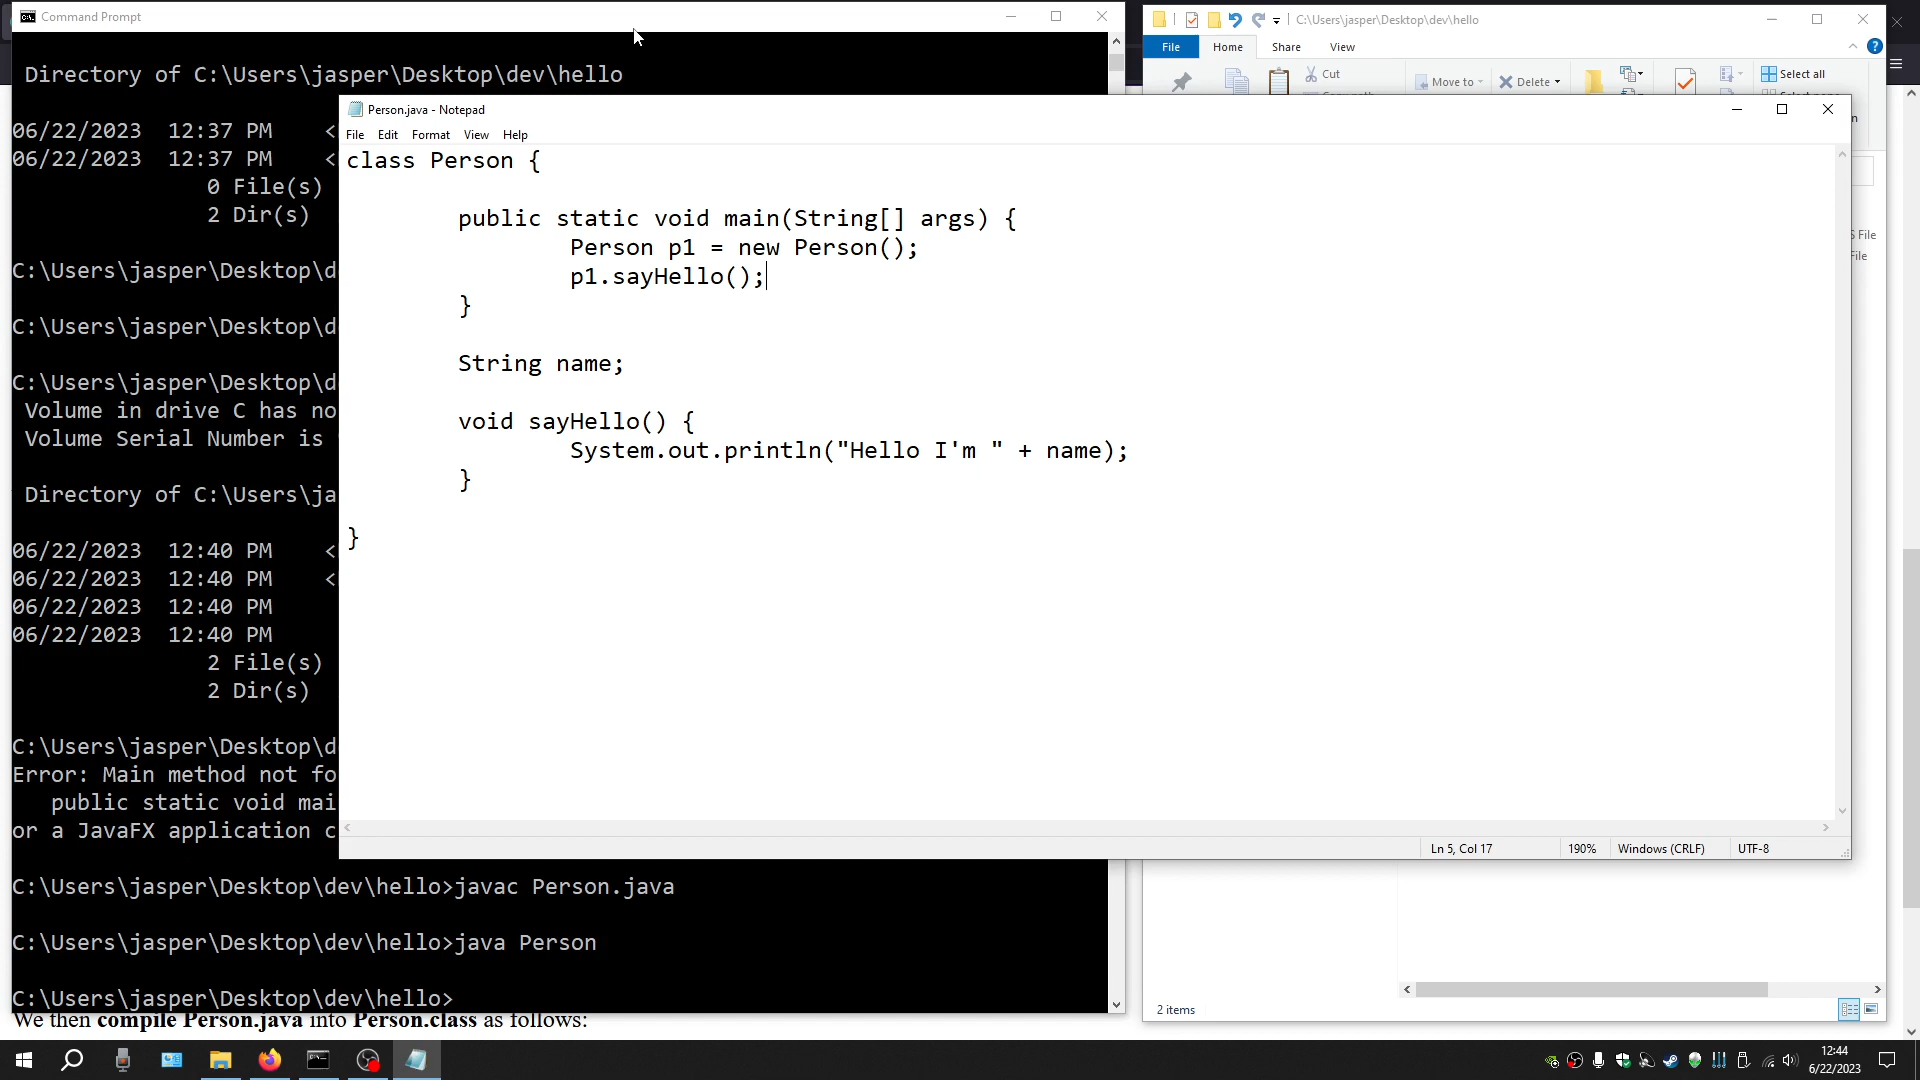 Command Prompt
Directory of C:\Users\jasper\Desktop\dev\hello
06/22/2023  12:37 PM    <
06/22/2023  12:37 PM    <
0 File(s)
2 Dir(s)
C:\Users\jasper\Desktop\d
C:\Users\jasper\Desktop\d
C:\Users\jasper\Desktop\d
Volume in drive C has no
Volume Serial Number is
Directory of C:\Users\ja
06/22/2023  12:40 PM    <
06/22/2023  12:40 PM    <
06/22/2023  12:40 PM
06/22/2023  12:40 PM
2 File(s)
2 Dir(s)
C:\Users\jasper\Desktop\d
Error: Main method not fo
public static void mai
or a JavaFX application c
C:\Users\jasper\Desktop\dev\hello>javac Person.java
C:\Users\jasper\Desktop\dev\hello>java Person
C:\Users\jasper\Desktop\dev\hello>
We then compile Person.java into Person.class as follows:
Person.java - Notepad
File Edit Format View Help
class Person {
public static void main(String[] args) {
Person p1 = new Person();
p1.sayHello();
}
String name;
void sayHello() {
System.out.println("Hello I'm " + name);
}
}
Ln 5, Col 17 190% Windows (CRLF) UTF-8
C:\Users\jasper\Desktop\dev\hello
File Home Share View
Cut Move to Delete Select all
S File
File
2 items
12:44
6/22/2023